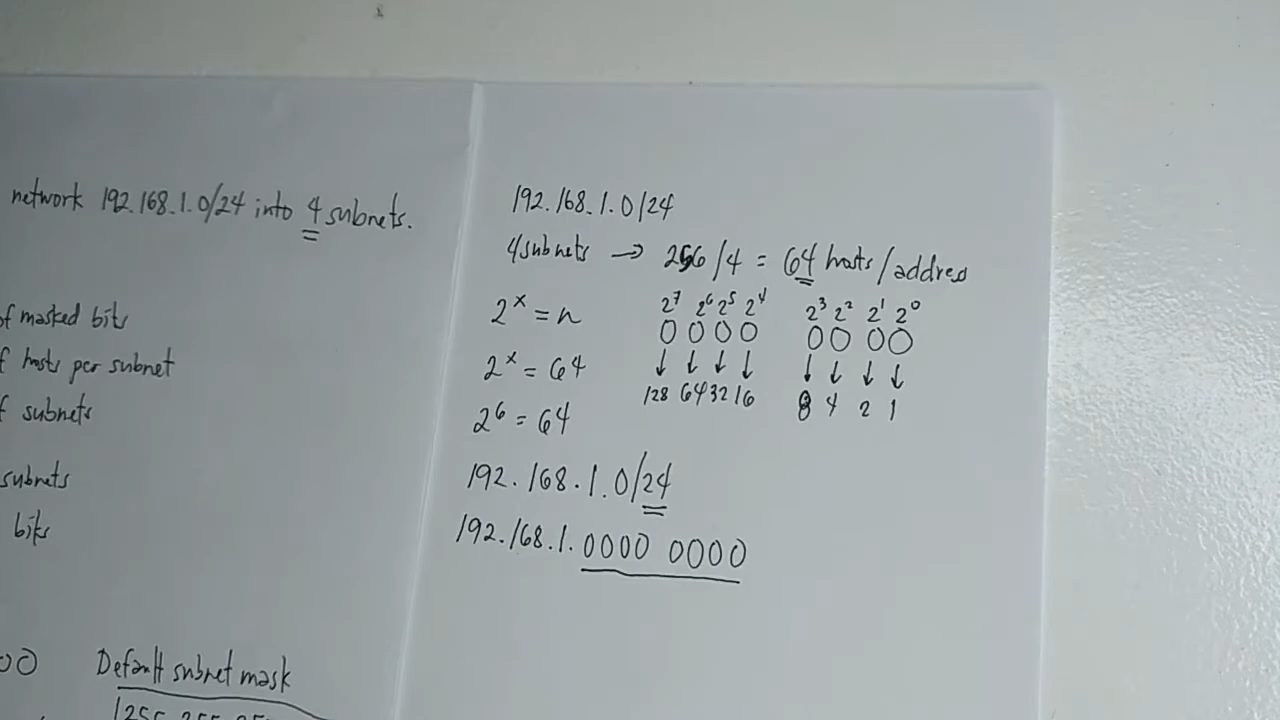 network 192.168.1.0/24 into 4 subnets.
of masked bits
hosts per subnet
subnets
subnets
bits
Default subnet mask
192.168.1.0/24
4 subnets → 256/4 = 64 hosts/address
2^x = n
2^7 2^6 2^5 2^4 2^3 2^2 2^1 2^0
0 0 0 0 0 0 0 0
2^x = 64
↓ ↓ ↓ ↓ ↓ ↓ ↓ ↓
128 64 32 16 8 4 2 1
2^6 = 64
192.168.1.0/24
192.168.1.0000 0000